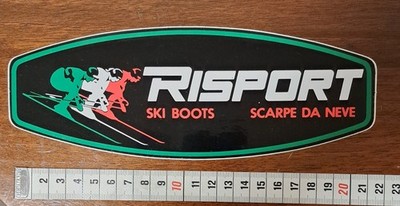 RISPORT
SKI BOOTS SCARPE DA NEVE
2 3 4 5 6 7 8 9 10 11 12 13 14 15 16 17 18 19 20 21 22 23